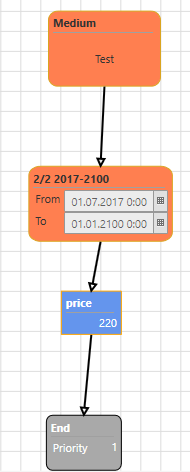 Medium
Test
2/2 2017-2100
From 01.07.2017 0:00
To 01.01.2100 0:00
price
220
End
Priority 1